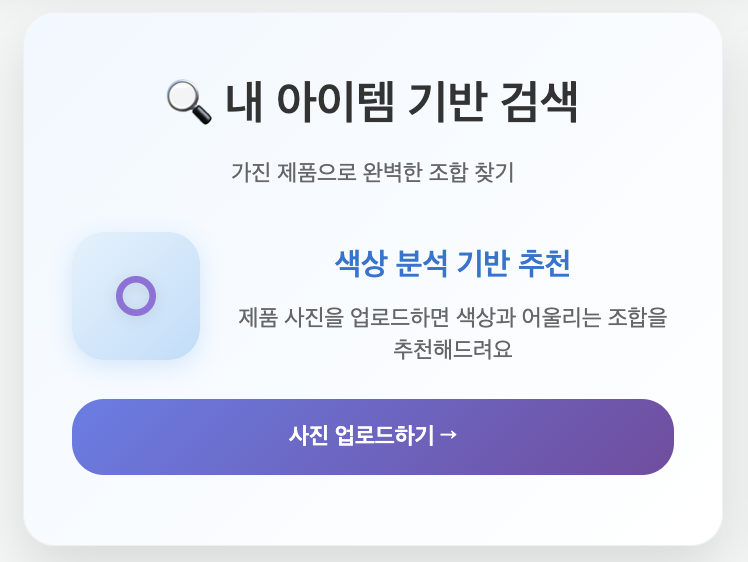 내 아이템 기반 검색
가진 제품으로 완벽한 조합 찾기
색상 분석 기반 추천
제품 사진을 업로드하면 색상과 어울리는 조합을
추천해드려요
사진 업로드하기 →